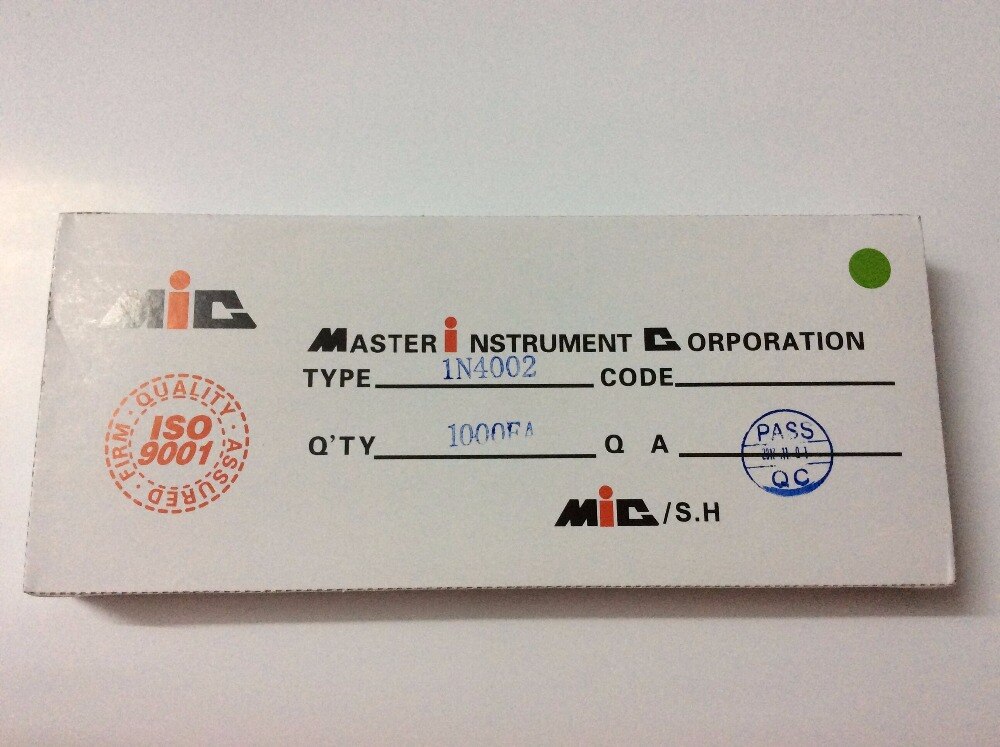 MiC
MASTER iNSTRUMENT CORPORATION
TYPE 1N4002 CODE
QUALITY · ASSURED · FIRM ·
ISO
9001
Q'TY 1000EA Q A
PASS
QC
MiC/S.H